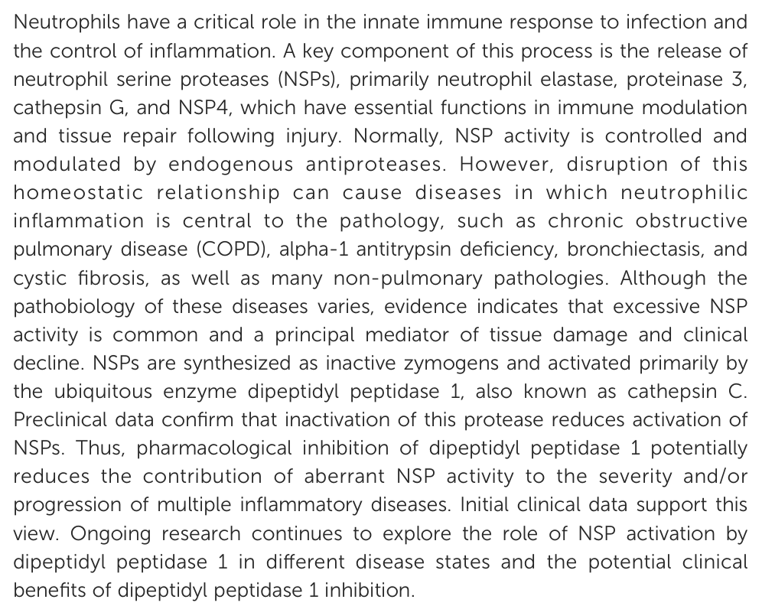 Neutrophils have a critical role in the innate immune response to infection and
the control of inflammation. A key component of this process is the release of
neutrophil serine proteases (NSPs), primarily neutrophil elastase, proteinase 3,
cathepsin G, and NSP4, which have essential functions in immune modulation
and tissue repair following injury. Normally, NSP activity is controlled and
modulated by endogenous antiproteases. However, disruption of this
homeostatic relationship can cause diseases in which neutrophilic
inflammation is central to the pathology, such as chronic obstructive
pulmonary disease (COPD), alpha-1 antitrypsin deficiency, bronchiectasis, and
cystic fibrosis, as well as many non-pulmonary pathologies. Although the
pathobiology of these diseases varies, evidence indicates that excessive NSP
activity is common and a principal mediator of tissue damage and clinical
decline. NSPs are synthesized as inactive zymogens and activated primarily by
the ubiquitous enzyme dipeptidyl peptidase 1, also known as cathepsin C.
Preclinical data confirm that inactivation of this protease reduces activation of
NSPs. Thus, pharmacological inhibition of dipeptidyl peptidase 1 potentially
reduces the contribution of aberrant NSP activity to the severity and/or
progression of multiple inflammatory diseases. Initial clinical data support this
view. Ongoing research continues to explore the role of NSP activation by
dipeptidyl peptidase 1 in different disease states and the potential clinical
benefits of dipeptidyl peptidase 1 inhibition.